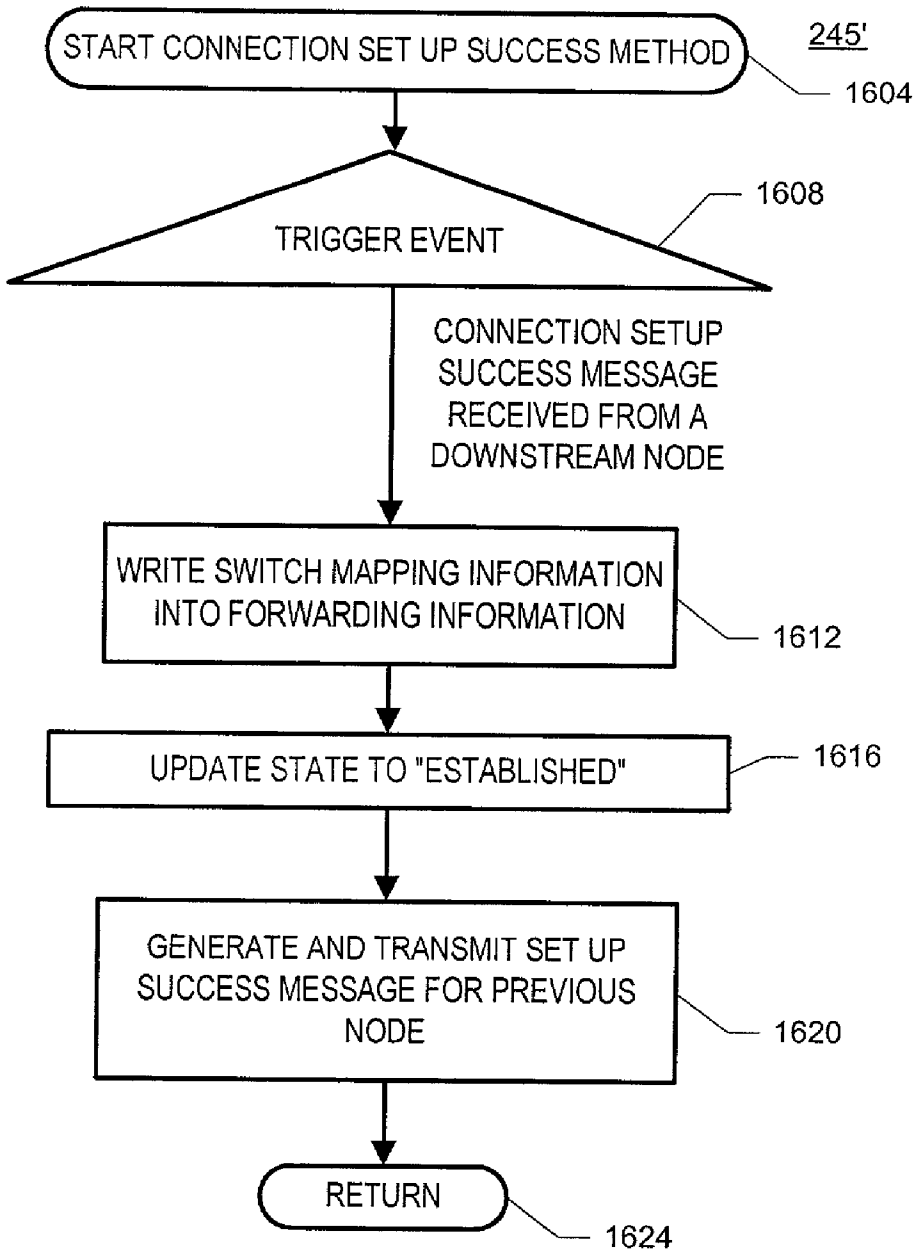 START CONNECTION SET UP SUCCESS METHOD
245'
1604
TRIGGER EVENT
1608
CONNECTION SETUP
SUCCESS MESSAGE
RECEIVED FROM A
DOWNSTREAM NODE
WRITE SWITCH MAPPING INFORMATION
INTO FORWARDING INFORMATION
1612
UPDATE STATE TO "ESTABLISHED"
1616
GENERATE AND TRANSMIT SET UP
SUCCESS MESSAGE FOR PREVIOUS
NODE
1620
RETURN
1624